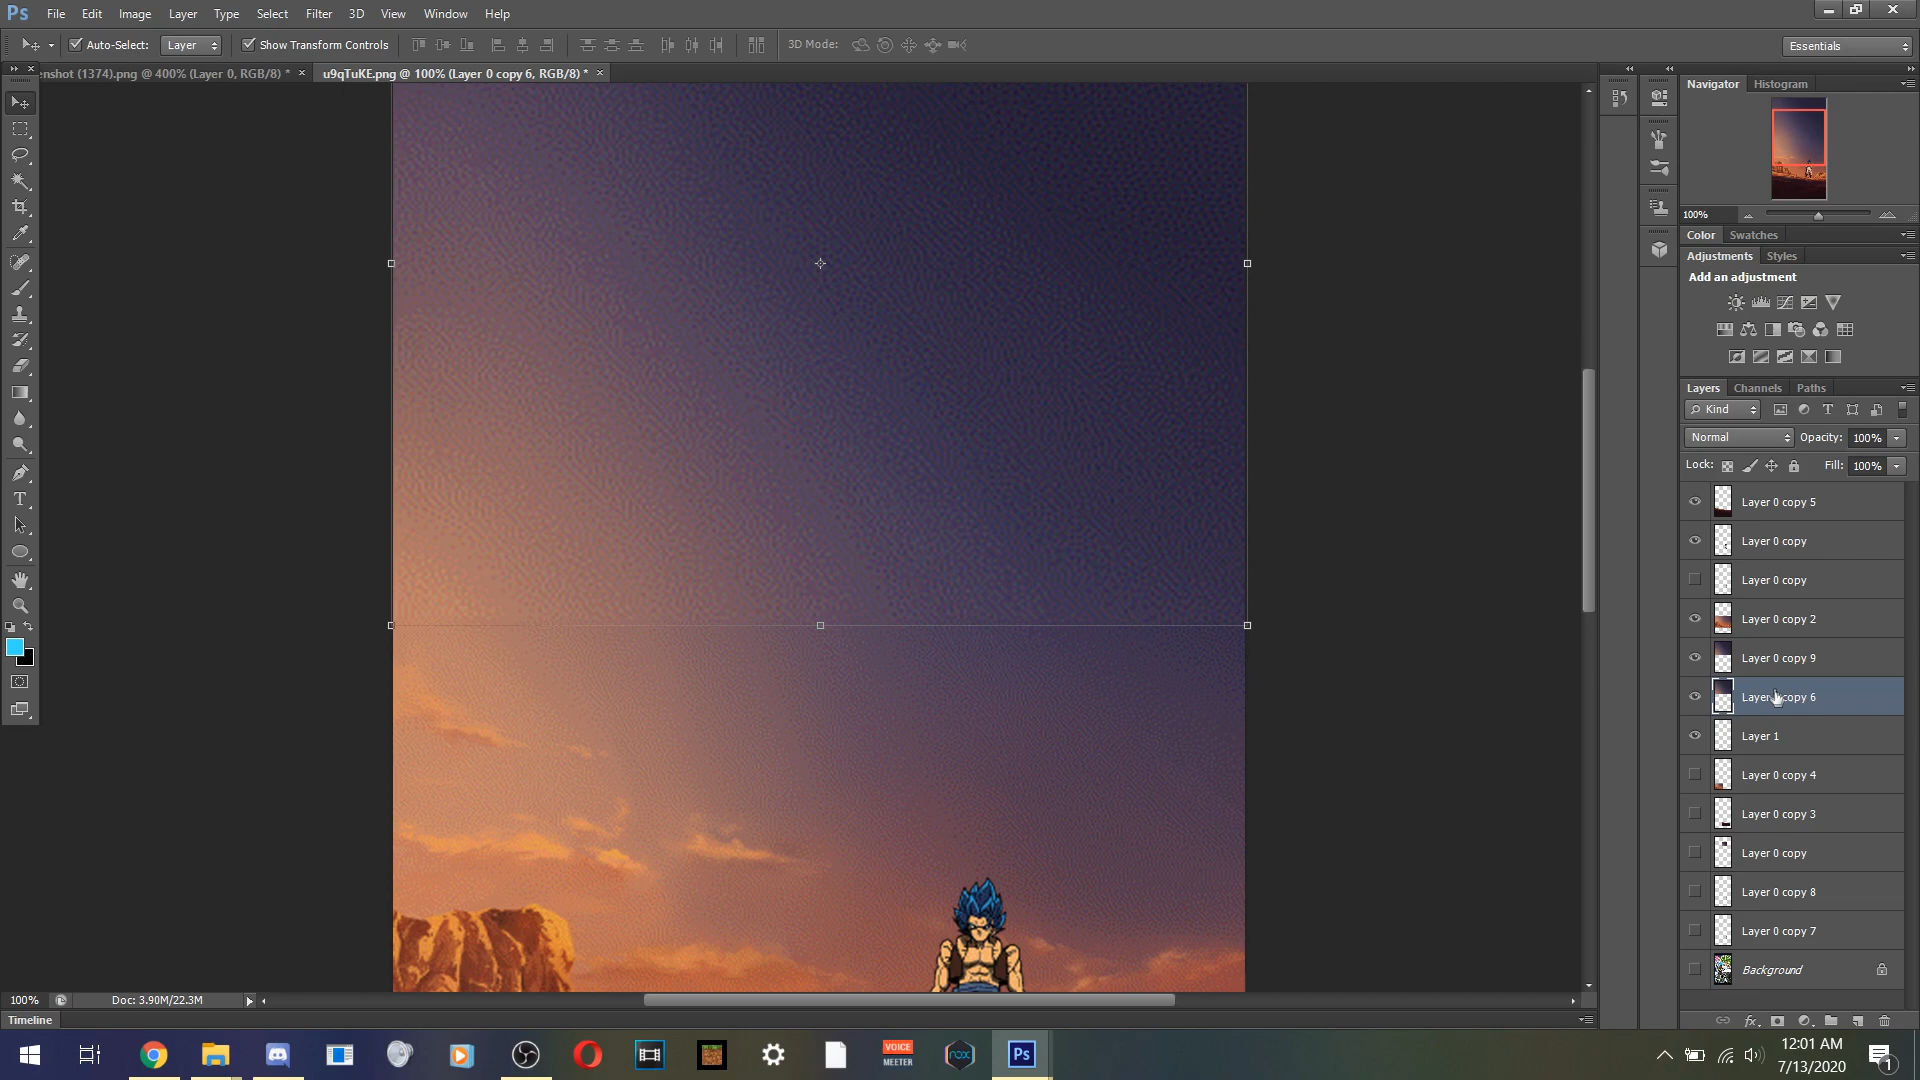 Ps File Edit Image Layer Type Select Filter 3D View Window Help
Auto-Select: Layer Show Transform Controls 3D Mode: Essentials
enshot (1374).png @ 400% (Layer 0, RGB/8) * × u9qTuKE.png @ 100% (Layer 0 copy 6, RGB/8) * ×
Navigator Histogram
100%
Color Swatches
Adjustments Styles
Add an adjustment
Layers Channels Paths
Kind
Normal Opacity: 100%
Lock: Fill: 100%
Layer 0 copy 5
Layer 0 copy
Layer 0 copy
Layer 0 copy 2
Layer 0 copy 9
Layer copy 6
Layer 1
Layer 0 copy 4
Layer 0 copy 3
Layer 0 copy
Layer 0 copy 8
Layer 0 copy 7
Background
100% Doc: 3.90M/22.3M
Timeline
VOICE
MEETER
nox
Ps
12:01 AM
7/13/2020
1